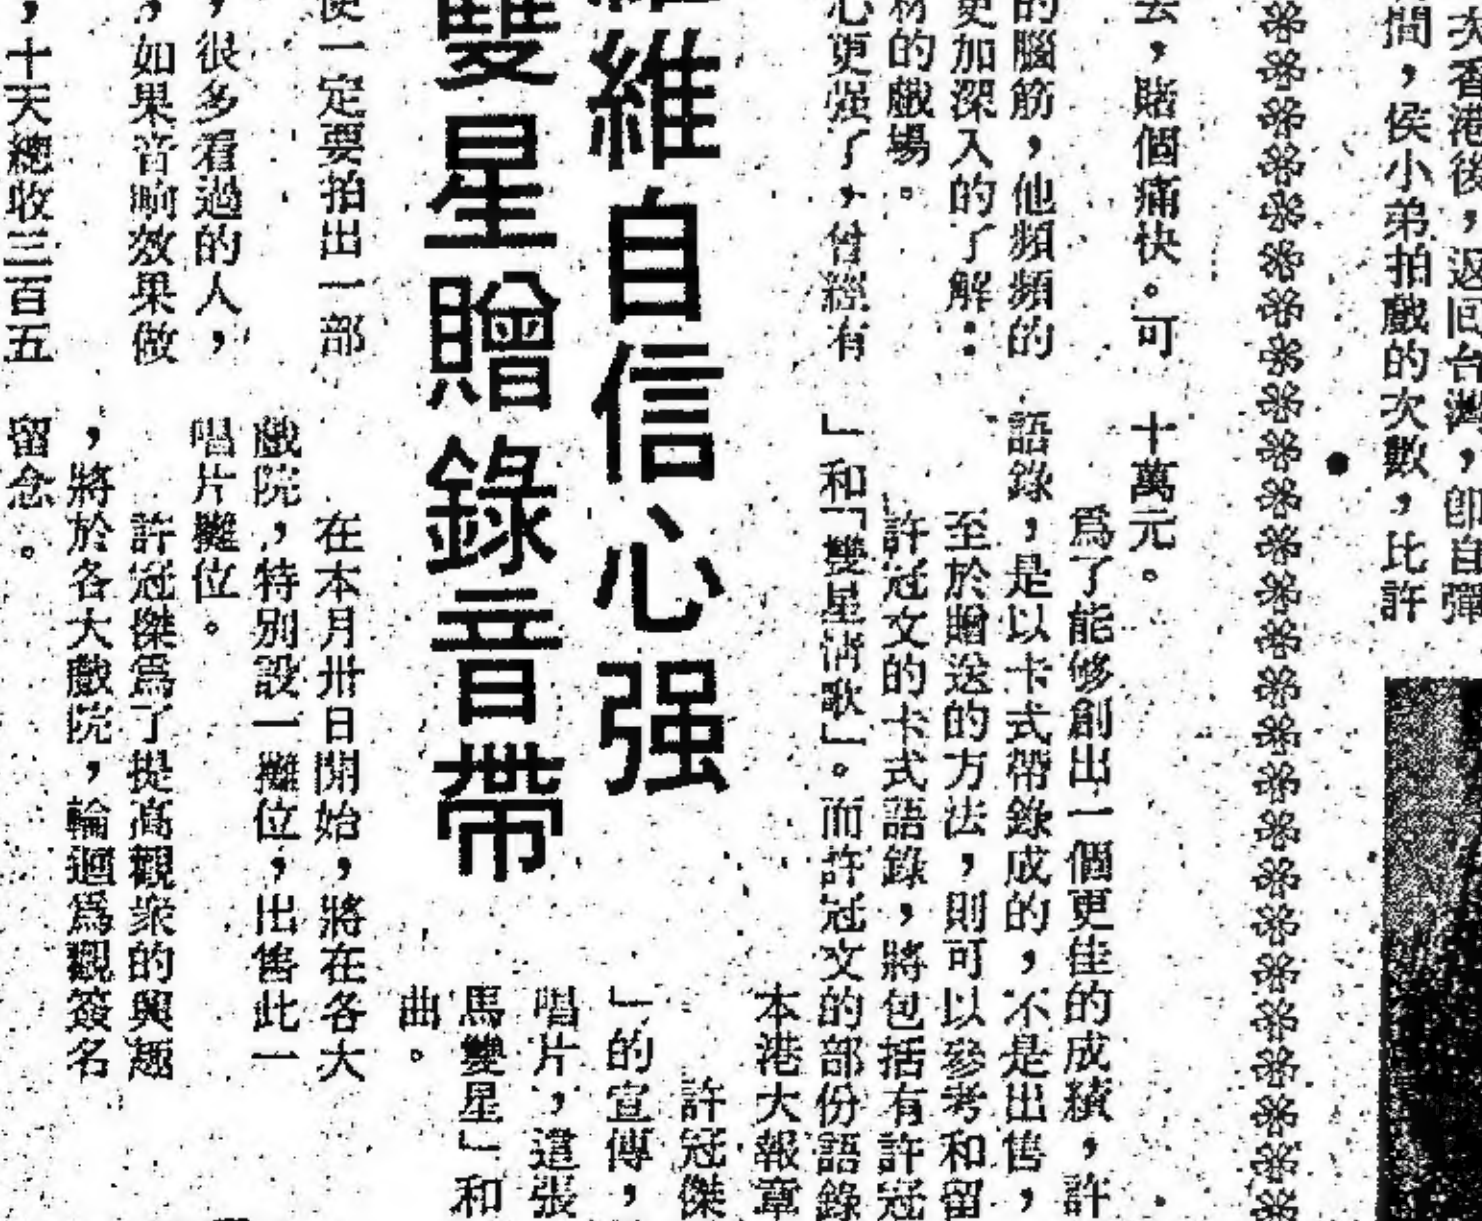 次香港後，返回台灣，卽自彈
間，侯小弟拍戲的次數，比許
去，賭個痛快。可
的腦筋，他頻頻的
更加深入的了解：
材的戲場。
心更强了，曾經有
維自信心强
雙星贈錄音帶
便一定要拍出一部
，很多看過的人，
，如果音响效果做
，十天總收三百五
十萬元。
爲了能够創出一個更佳的成績，許
語錄，是以卡式帶錄成的，不是出售，
至於贈送的方法，則可以參考和留
許冠文的卡式語錄，將包括有許冠
」和「雙星情歌」。而許冠文的部份語錄
本港大報章
許冠傑
」的宣傳，
唱片，這張
馬雙星」和
曲。
在本月卅日開始，將在各大
戲院，特別設一攤位，出售此一
唱片攤位。
許冠傑爲了提高觀衆的興趣
，將於各大戲院，輪迴爲觀簽名
留念。